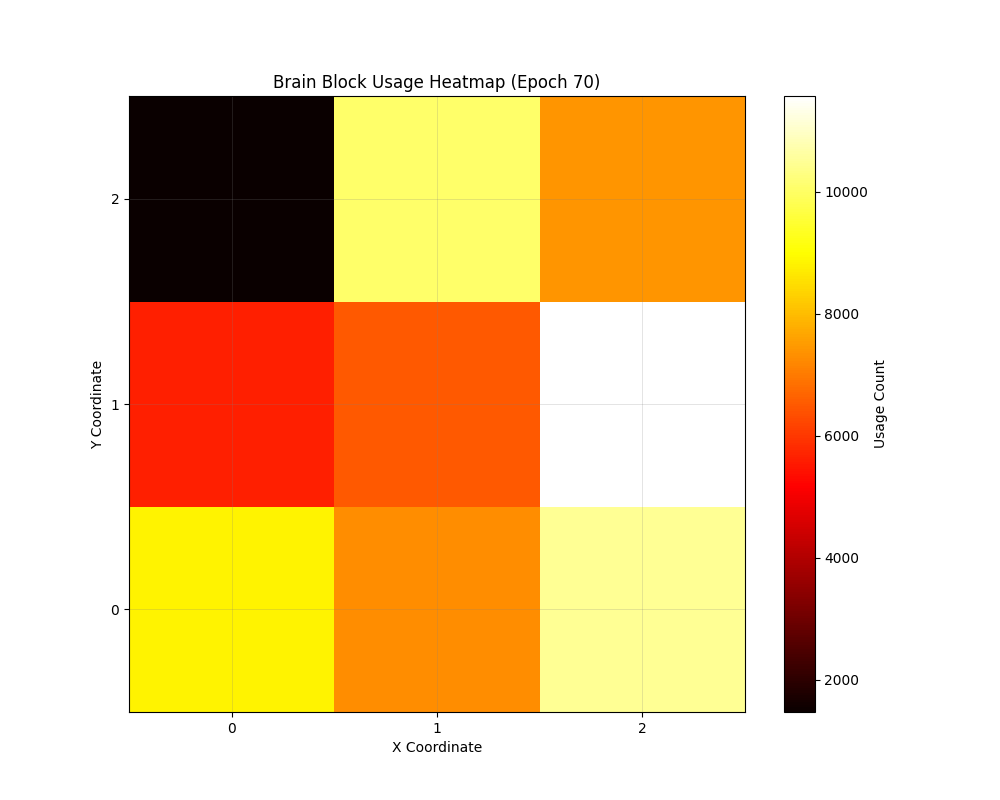 Brain Block Usage Heatmap (Epoch 70)
2
1
0
Y Coordinate
0 1 2
X Coordinate
10000
8000
6000
4000
2000
Usage Count